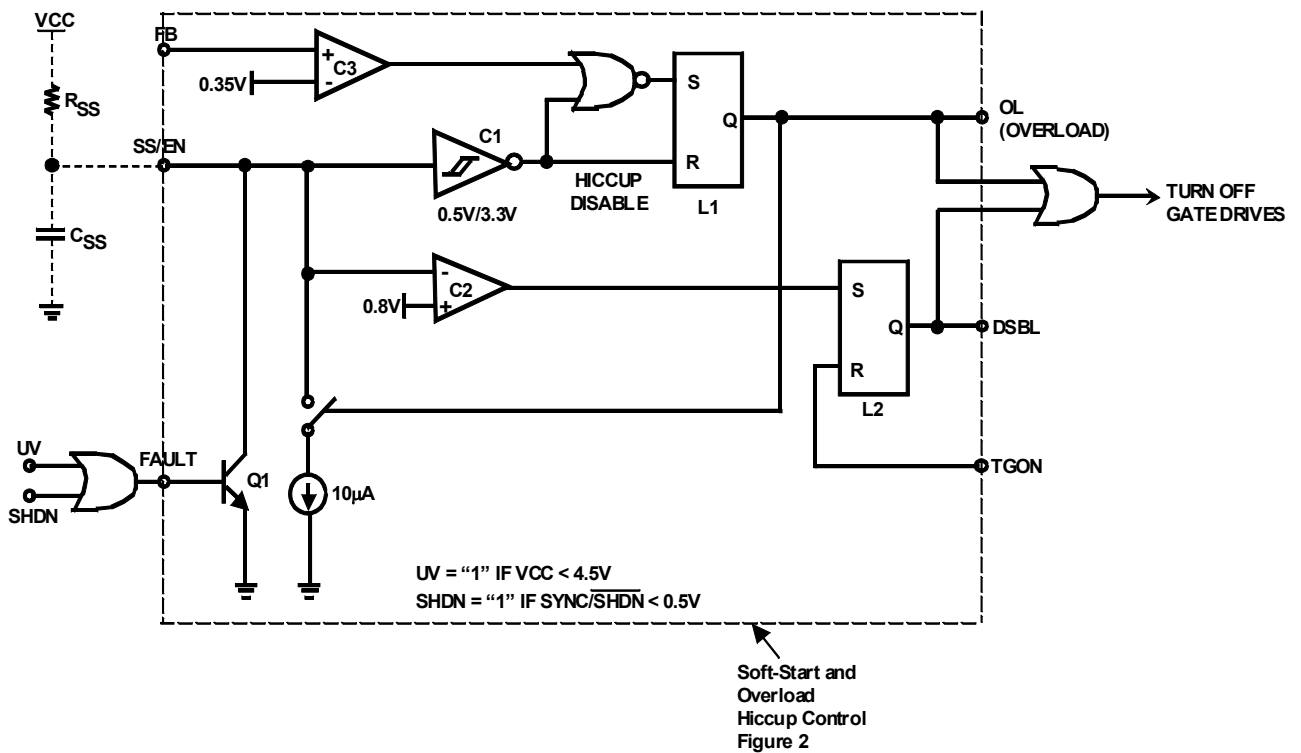 VCC
FB
+
C3
-
0.35V
S
RSS
Q
OL
(OVERLOAD)
SS/EN
C1
R
HICCUP
DISABLE
L1
TURN OFF
GATE DRIVES
0.5V/3.3V
CSS
-
C2
+
0.8V
S
Q
DSBL
R
L2
UV
FAULT
Q1
TGON
10µA
SHDN
UV = “1” IF VCC < 4.5V
SHDN = “1” IF SYNC/SHDN < 0.5V
Soft-Start and
Overload
Hiccup Control
Figure 2